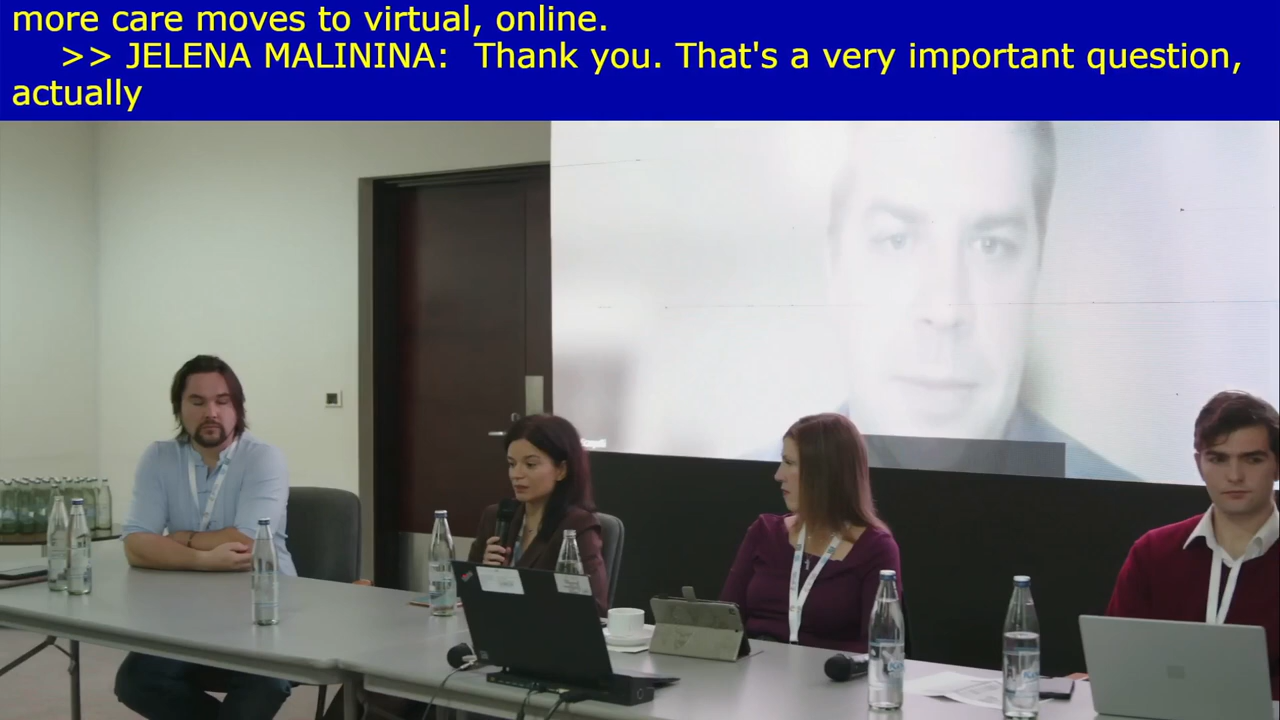 more care moves to virtual, online.
>> JELENA MALININA: Thank you. That's a very important question,
actually